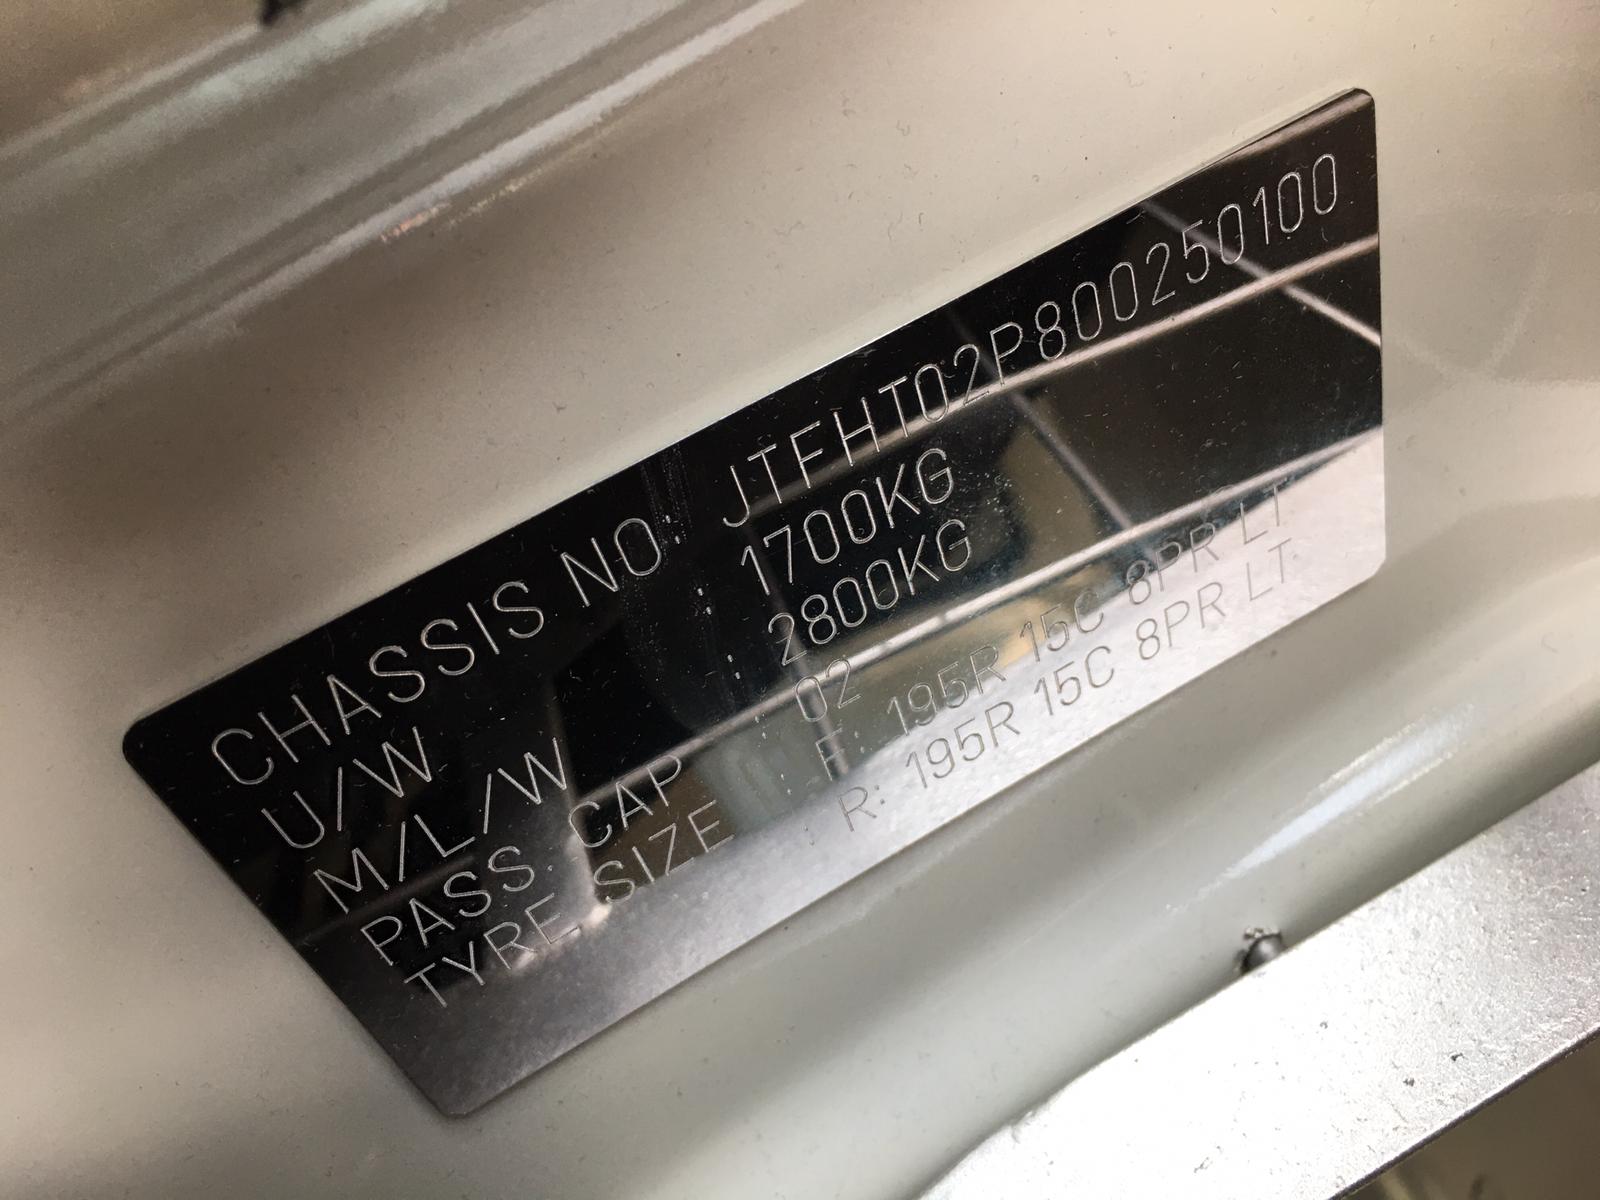 CHASSIS NO : JTFHT02P800250100
U/W : 1700KG
M/L/W : 2800KG
PASS. CAP : 02
TYRE SIZE F: 195R 15C 8PR LT
R: 195R 15C 8PR LT